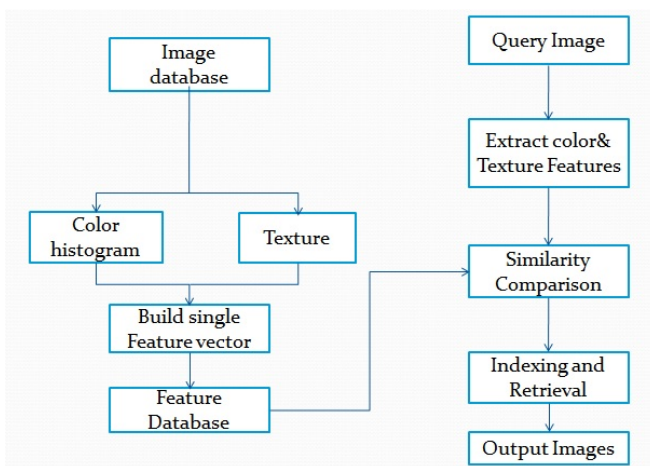 Image
database
Color
histogram
Texture
Build single
Feature vector
Feature
Database
Query Image
Extract color&
Texture Features
Similarity
Comparison
Indexing and
Retrieval
Output Images